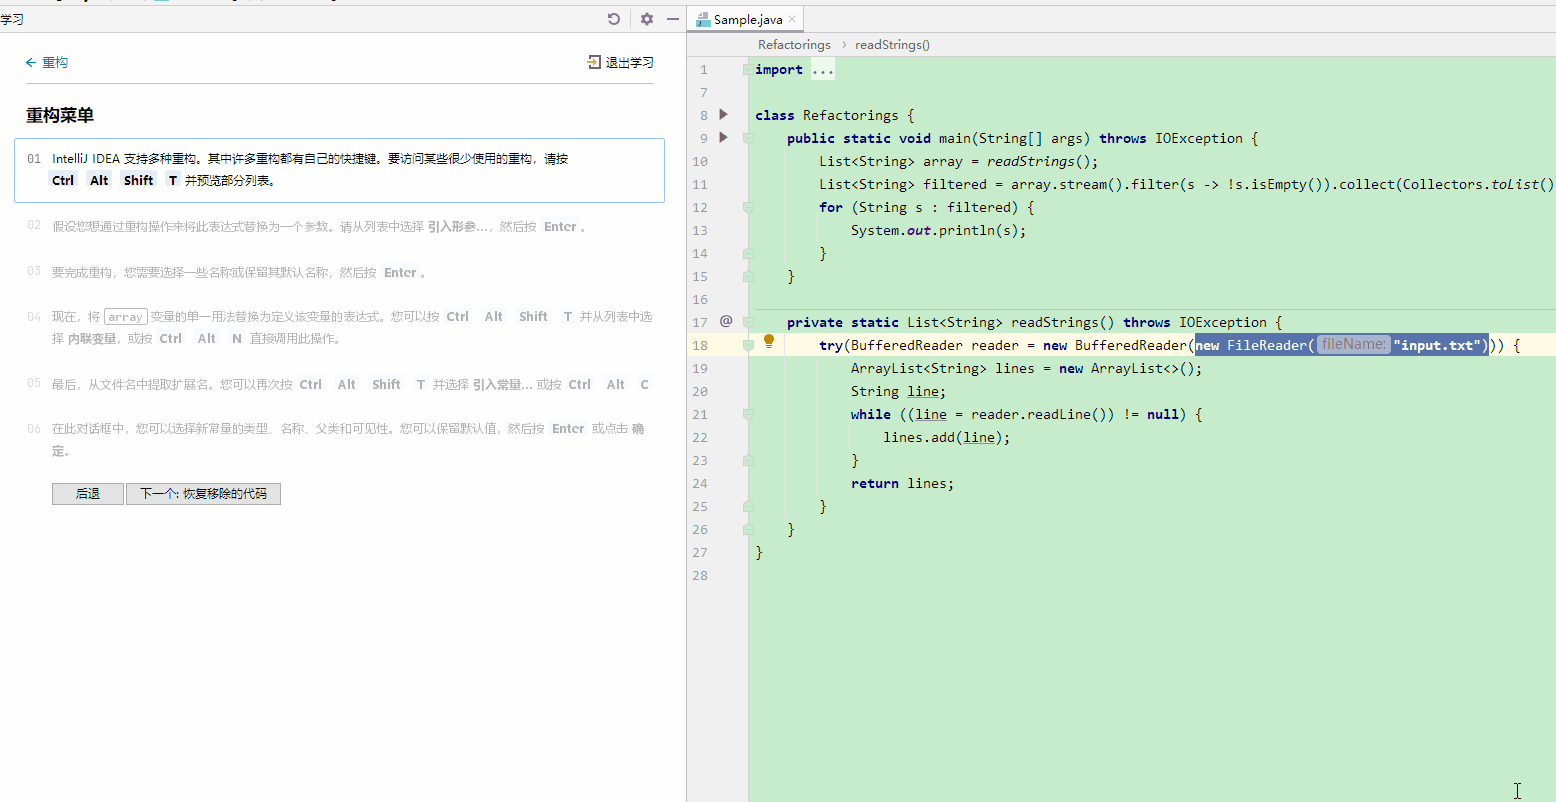 学习
← 重构
退出学习
重构菜单
01 IntelliJ IDEA 支持多种重构。其中许多重构都有自己的快捷键。要访问某些很少使用的重构，请按
Ctrl Alt Shift T 并预览部分列表。
02 假设您想通过重构操作来将此表达式替换为一个参数。请从列表中选择 引入形参…，然后按 Enter 。
03 要完成重构，您需要选择一些名称或保留其默认名称，然后按 Enter 。
04 现在，将 array 变量的单一用法替换为定义该变量的表达式。您可以按 Ctrl Alt Shift T 并从列表中选
择 内联变量，或按 Ctrl Alt N 直接调用此操作。
05 最后，从文件名中提取扩展名。您可以再次按 Ctrl Alt Shift T 并选择 引入常量… 或按 Ctrl Alt C
06 在此对话框中，您可以选择新常量的类型、名称、父类和可见性。您可以保留默认值，然后按 Enter 或点击 确
定。
后退 下一个: 恢复移除的代码
Sample.java
Refactorings › readStrings()
1 import ...
7
8 class Refactorings {
9 public static void main(String[] args) throws IOException {
10 List<String> array = readStrings();
11 List<String> filtered = array.stream().filter(s -> !s.isEmpty()).collect(Collectors.toList()
12 for (String s : filtered) {
13 System.out.println(s);
14 }
15 }
16
17 @ private static List<String> readStrings() throws IOException {
18 try(BufferedReader reader = new BufferedReader(new FileReader( fileName: "input.txt"))) {
19 ArrayList<String> lines = new ArrayList<>();
20 String line;
21 while ((line = reader.readLine()) != null) {
22 lines.add(line);
23 }
24 return lines;
25 }
26 }
27 }
28